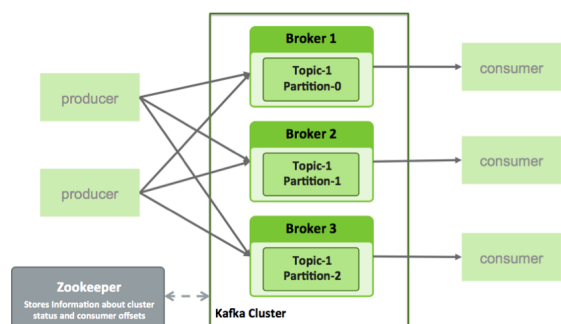 Broker 1
Topic-1
Partition-0
consumer
producer
Broker 2
Topic-1
Partition-1
consumer
producer
Broker 3
Topic-1
Partition-2
consumer
Zookeeper
Stores Information about cluster
status and consumer offsets
Kafka Cluster